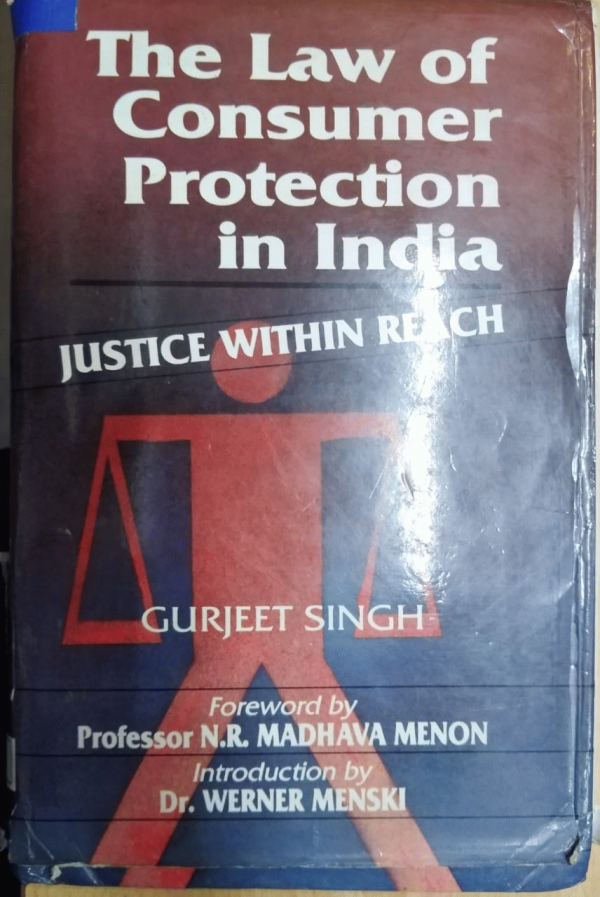 The Law of
Consumer
Protection
in India
JUSTICE WITHIN REACH
GURJEET SINGH
Foreword by
Professor N.R. MADHAVA MENON
Introduction by
Dr. WERNER MENSKI